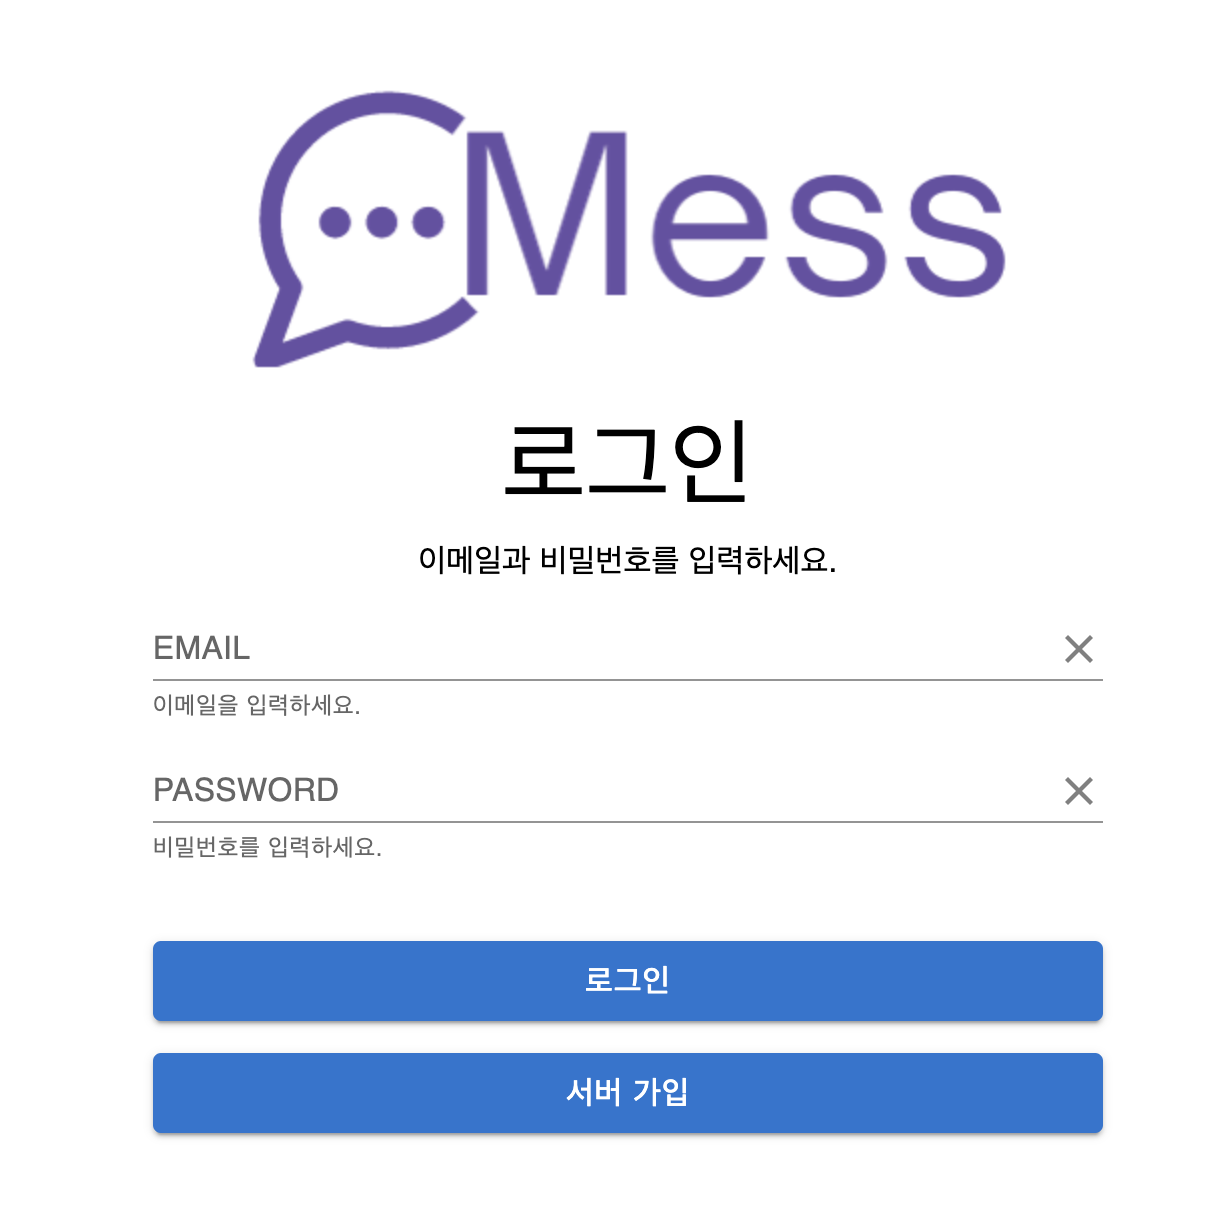 Mess
로그인
이메일과 비밀번호를 입력하세요.
EMAIL
이메일을 입력하세요.
PASSWORD
비밀번호를 입력하세요.
로그인
서버 가입